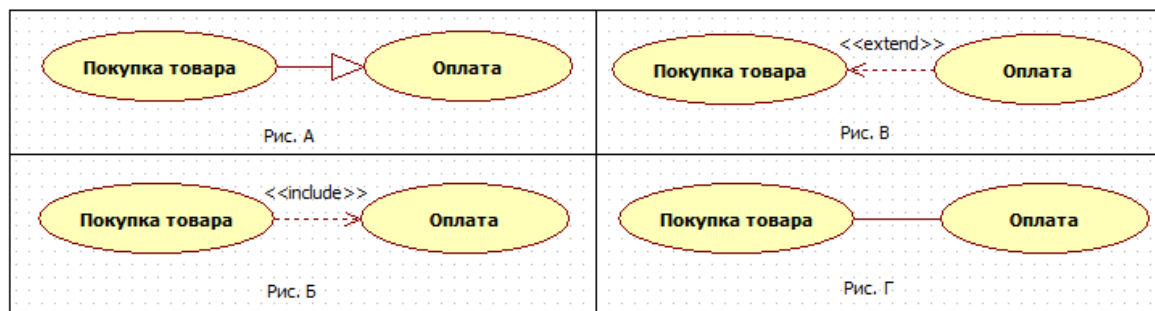 Покупка товара
Оплата
Рис. А
<<extend>>
Покупка товара
Оплата
Рис. В
<<include>>
Покупка товара
Оплата
Рис. Б
Покупка товара
Оплата
Рис. Г